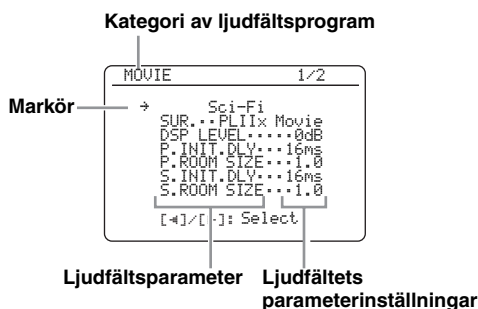 Kategori av ljudfältsprogram
MOVIE 1/2
Markör
→ Sci-Fi
SUR.··PLIIx Movie
DSP LEVEL·····0dB
P.INIT.DLY···16ms
P.ROOM SIZE···1.0
S.INIT.DLY···16ms
S.ROOM SIZE···1.0
[◂]/[▸]: Select
Ljudfältsparameter
Ljudfältets
parameterinställningar